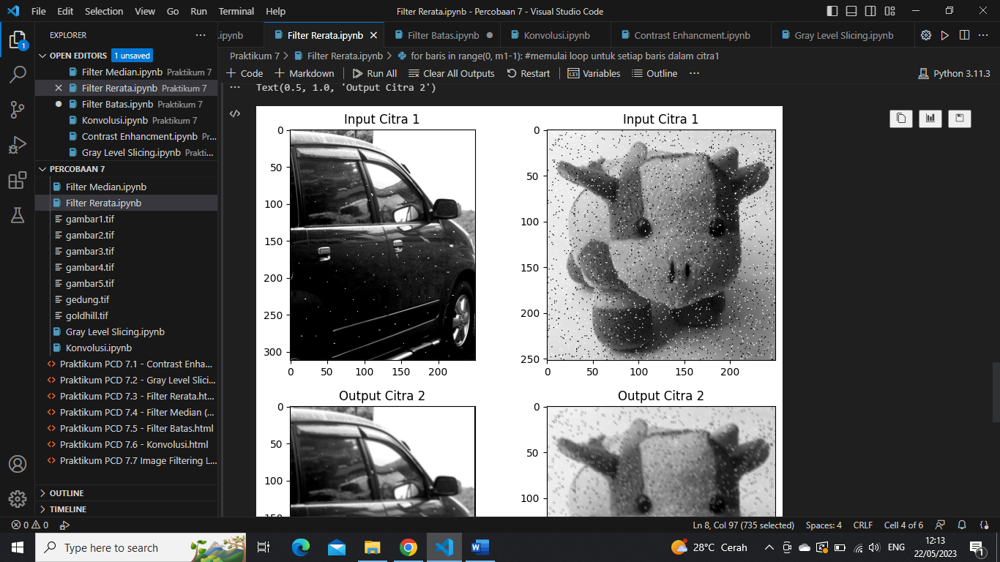 File Edit Selection View Go Run Terminal Help Filter Rerata.ipynb - Percobaan 7 - Visual Studio Code
EXPLORER
.ipynb Filter Rerata.ipynb Filter Batas.ipynb Konvolusi.ipynb Contrast Enhancment.ipynb Gray Level Slicing.ipynb
1
OPEN EDITORS 1 unsaved
Filter Median.ipynb Praktikum 7
Filter Rerata.ipynb Praktikum 7
Filter Batas.ipynb Praktikum 7
Konvolusi.ipynb Praktikum 7
Contrast Enhancment.ipynb Pr...
Gray Level Slicing.ipynb Prakti...
PERCOBAAN 7
Filter Median.ipynb
Filter Rerata.ipynb
gambar1.tif
gambar2.tif
gambar3.tif
gambar4.tif
gambar5.tif
gedung.tif
goldhill.tif
Gray Level Slicing.ipynb
Konvolusi.ipynb
Praktikum PCD 7.1 - Contrast Enha...
Praktikum PCD 7.2 - Gray Level Slici...
Praktikum PCD 7.3 - Filter Rerata.ht...
Praktikum PCD 7.4 - Filter Median (...
Praktikum PCD 7.5 - Filter Batas.html
Praktikum PCD 7.6 - Konvolusi.html
Praktikum PCD 7.7 Image Filtering L...
OUTLINE
TIMELINE
Praktikum 7 > Filter Rerata.ipynb > for baris in range(0, m1-1): #memulai loop untuk setiap baris dalam citra1
+ Code + Markdown Run All Clear All Outputs Restart Variables Outline ... Python 3.11.3
... Text(0.5, 1.0, 'Output Citra 2')
Input Citra 1
0
50
100
150
200
250
300
0 50 100 150 200
Input Citra 1
0
50
100
150
200
250
0 50 100 150 200
Output Citra 2
0
50
100
150
Output Citra 2
0
50
100
0 0 Ln 8, Col 97 (735 selected) Spaces: 4 CRLF Cell 4 of 6
Type here to search 28°C Cerah ENG 12:13
22/05/2023 1